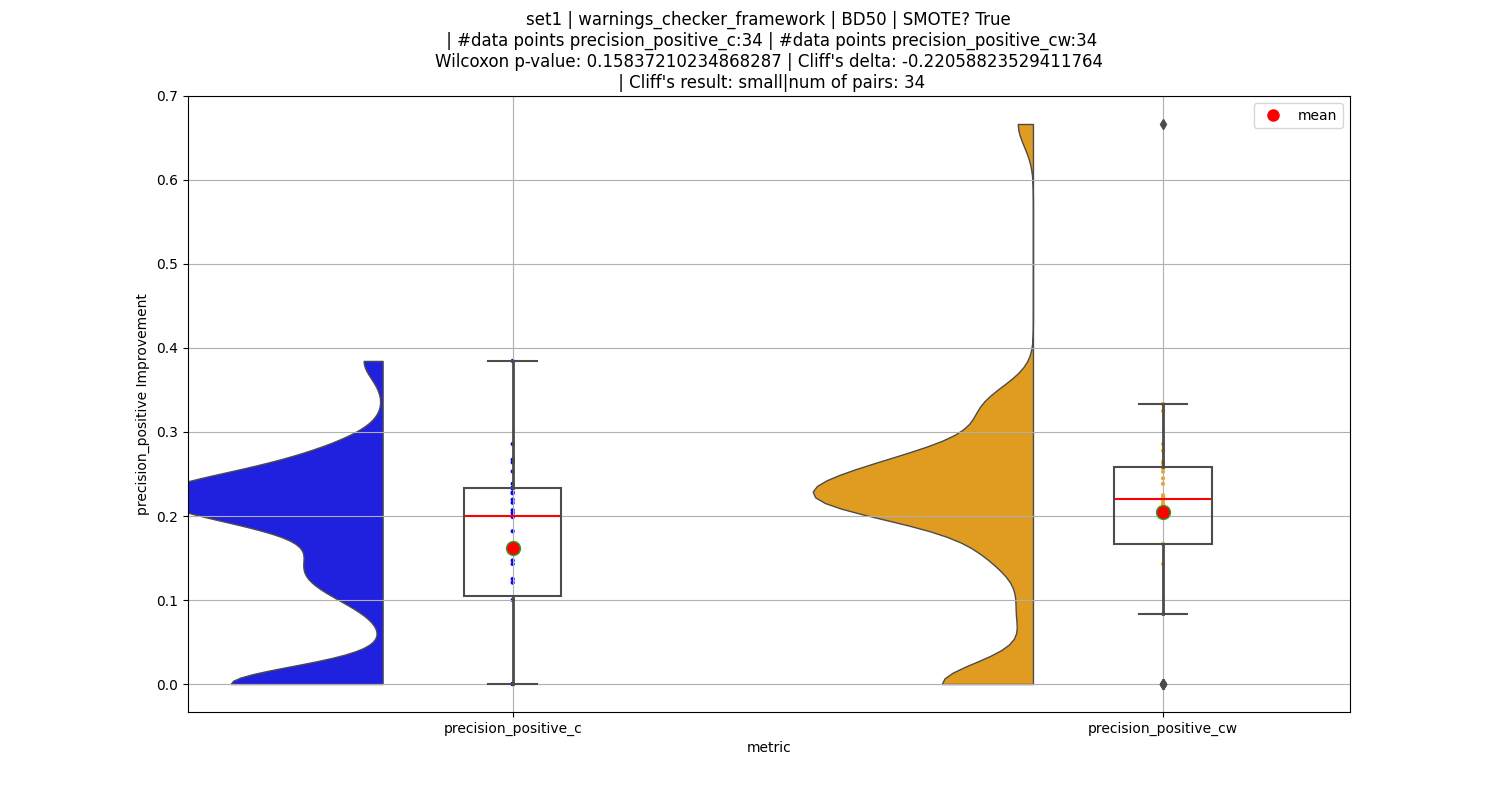 set1 | warnings_checker_framework | BD50 | SMOTE? True
| #data points precision_positive_c:34 | #data points precision_positive_cw:34
Wilcoxon p-value: 0.15837210234868287 | Cliff's delta: -0.22058823529411764
| Cliff's result: small|num of pairs: 34
mean
0.7
0.6
0.5
0.4
0.3
0.2
0.1
0.0
precision_positive Improvement
precision_positive_c
precision_positive_cw
metric